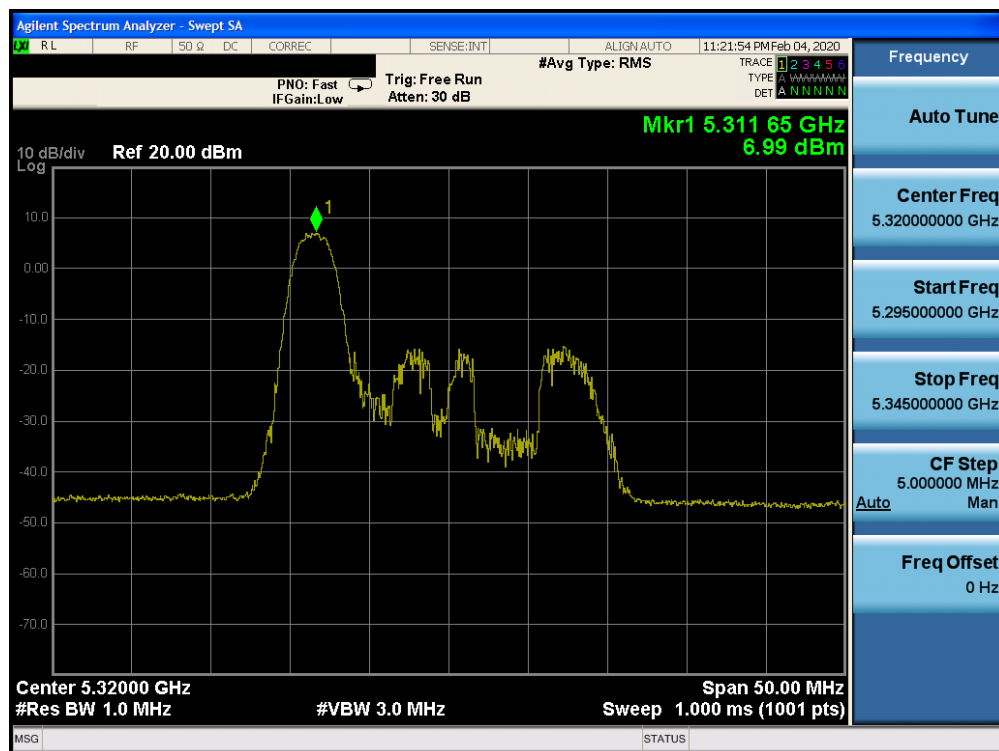 Agilent Spectrum Analyzer - Swept SA
LXI RL RF 50 Ω DC CORREC SENSE:INT ALIGN AUTO 11:21:54 PM Feb 04, 2020
Frequency
#Avg Type: RMS TRACE 1 2 3 4 5 6
PNO: Fast Trig: Free Run TYPE A WWWWW
IFGain:Low Atten: 30 dB DET A N N N N N
Auto Tune
Mkr1 5.311 65 GHz
10 dB/div Ref 20.00 dBm 6.99 dBm
Log
10.0
0.00
-10.0
-20.0
-30.0
-40.0
-50.0
-60.0
-70.0
1
Center Freq
5.320000000 GHz
Start Freq
5.295000000 GHz
Stop Freq
5.345000000 GHz
CF Step
5.000000 MHz
Auto Man
Freq Offset
0 Hz
Center 5.32000 GHz Span 50.00 MHz
#Res BW 1.0 MHz #VBW 3.0 MHz Sweep 1.000 ms (1001 pts)
MSG STATUS